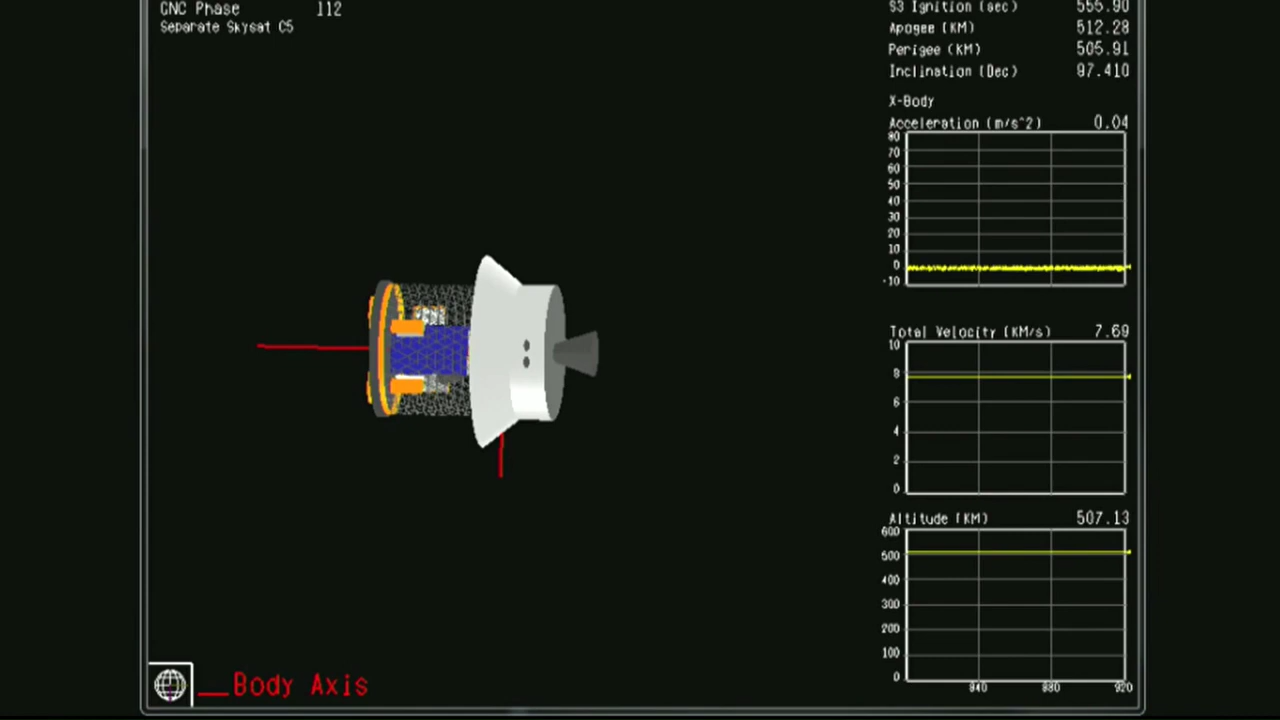 GNC Phase 112
Separate Skysat C5
S3 Ignition (sec) 555.90
Apogee (KM) 512.28
Perigee (KM) 505.91
Inclination (Dec) 97.410
X-Body
Acceleration (m/s^2) 0.04
80
70
60
50
40
30
20
10
0
-10
Total Velocity (KM/s) 7.69
10
8
6
4
2
0
Altitude (KM) 507.13
600
500
400
300
200
100
0
840 880 920
Body Axis